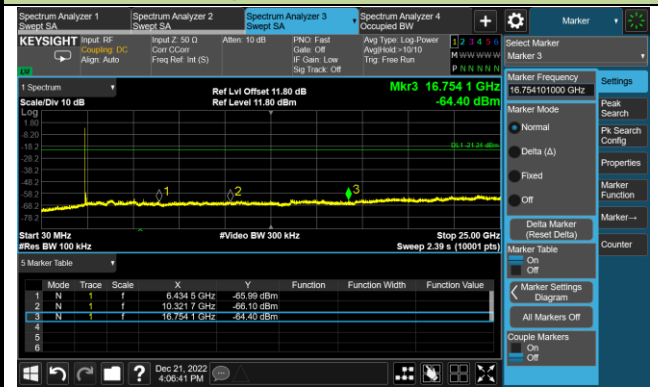 Spectrum Analyzer 1
Swept SA
Spectrum Analyzer 2
Swept SA
Spectrum Analyzer 3
Swept SA
Spectrum Analyzer 4
Occupied BW
+
Marker
KEYSIGHT
Input: RF
Coupling: DC
Align: Auto
Input Z: 50 Ω
Corr CCorr
Freq Ref: Int (S)
Atten: 10 dB
PNO: Fast
Gate: Off
IF Gain: Low
Sig Track: Off
Avg Type: Log-Power
Avg|Hold:>10/10
Trig: Free Run
1 2 3 4 5 6
M W W W W W
P N N N N N
LW
Select Marker
Marker 3
1 Spectrum
Scale/Div 10 dB
Log
Ref Lvl Offset 11.80 dB
Ref Level 11.80 dBm
Mkr3 16.754 1 GHz
-64.40 dBm
1.80
-8.20
-18.2
-28.2
-38.2
-48.2
-58.2
-68.2
-78.2
DL1 -21.24 dBm
1
2
3
Start 30 MHz
#Res BW 100 kHz
#Video BW 300 kHz
Stop 25.00 GHz
Sweep 2.39 s (10001 pts)
5 Marker Table
Mode Trace Scale X Y Function Function Width Function Value
1 N 1 f 6.434 5 GHz -65.99 dBm
2 N 1 f 10.321 7 GHz -66.10 dBm
3 N 1 f 16.754 1 GHz -64.40 dBm
4
5
6
Marker Frequency
16.754101000 GHz
Marker Mode
Normal
Delta (Δ)
Fixed
Off
Delta Marker
(Reset Delta)
Marker Table
On
Off
Marker Settings
Diagram
All Markers Off
Couple Markers
On
Off
Settings
Peak
Search
Pk Search
Config
Properties
Marker
Function
Marker→
Counter
?
Dec 21, 2022
4:06:41 PM